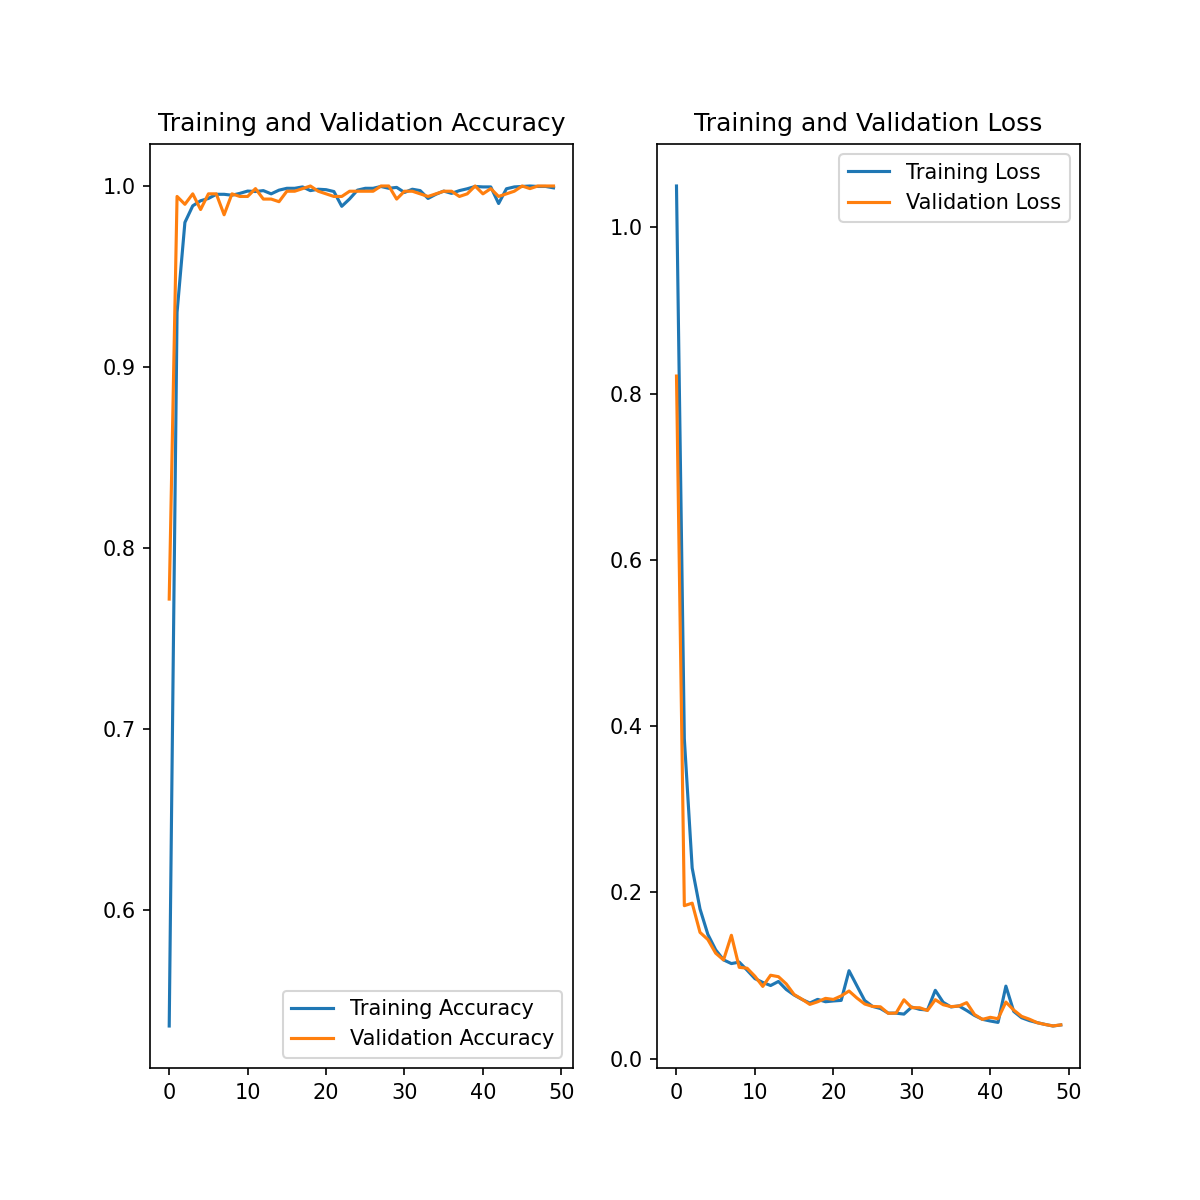 Training and Validation Accuracy
1.0
0.9
0.8
0.7
0.6
Training Accuracy
Validation Accuracy
0 10 20 30 40 50
Training and Validation Loss
Training Loss
Validation Loss
1.0
0.8
0.6
0.4
0.2
0.0
0 10 20 30 40 50